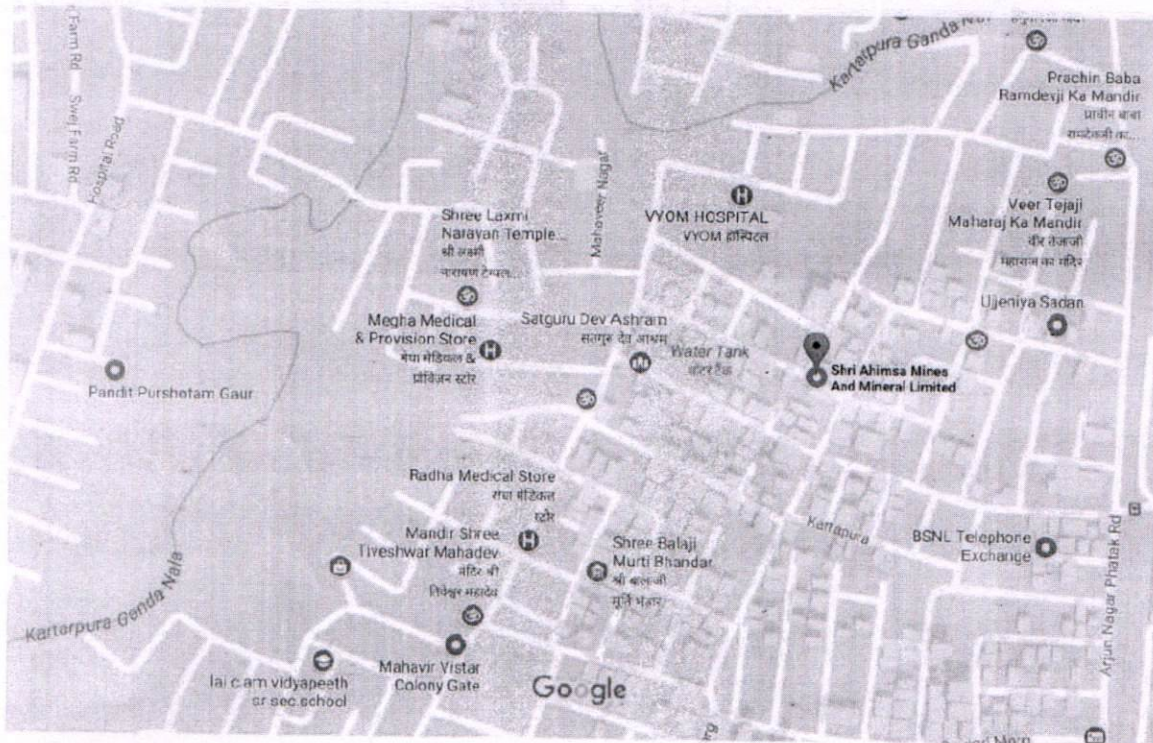 Farm Rd
Swej Farm Rd
Hospital Road
Kartarpura Ganda
Prachin Baba
Ramdevji Ka Mandir
प्राचीन बाबा
Mahaveer Nagar
VYOM HOSPITAL
VYOM हॉस्पिटल
Veer Tejaji
Maharaj Ka Mandir
वीर तेजाजी
महाराज का मंदिर
Shree Laxmi
Narayan Temple...
श्री लक्ष्मी
नारायण टेम्पल...
Ujjeniya Sadan
Megha Medical
& Provision Store
मेघा मेडिकल &
प्रोविजन स्टोर
Satguru Dev Ashram
सतगुरु देव आश्रम
Water Tank
वॉटर टैंक
Shri Ahimsa Mines
And Mineral Limited
Pandit Purshotam Gaur
Radha Medical Store
राधा मेडिकल
स्टोर
Kartarpura
BSNL Telephone
Exchange
Mandir Shree
Tiveshwar Mahadev
मंदिर श्री
Shree Balaji
Murti Bhandar
श्री बालाजी
मूर्ति भंडार
Arjun Nagar Phatak Rd
Kartarpura Ganda Nala
Mahavir Vistar
Colony Gate
vidyapeeth
sr sec school
Google